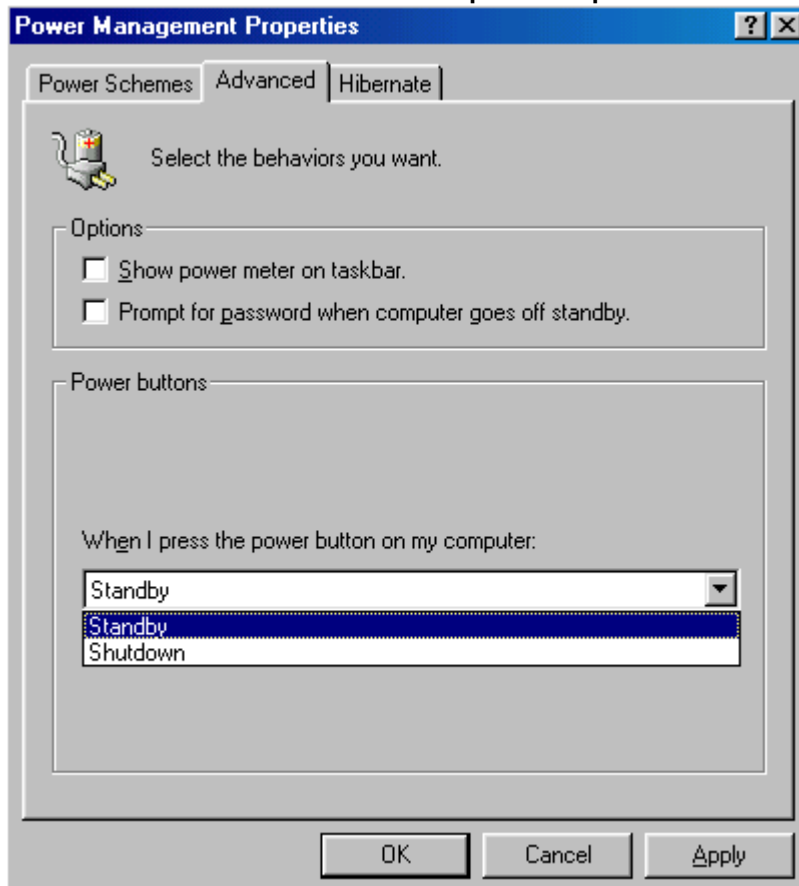 Power Management Properties
Power Schemes
Advanced
Hibernate
Select the behaviors you want.
Options
Show power meter on taskbar.
Prompt for password when computer goes off standby.
Power buttons
When I press the power button on my computer:
Standby
Standby
Shutdown
OK
Cancel
Apply